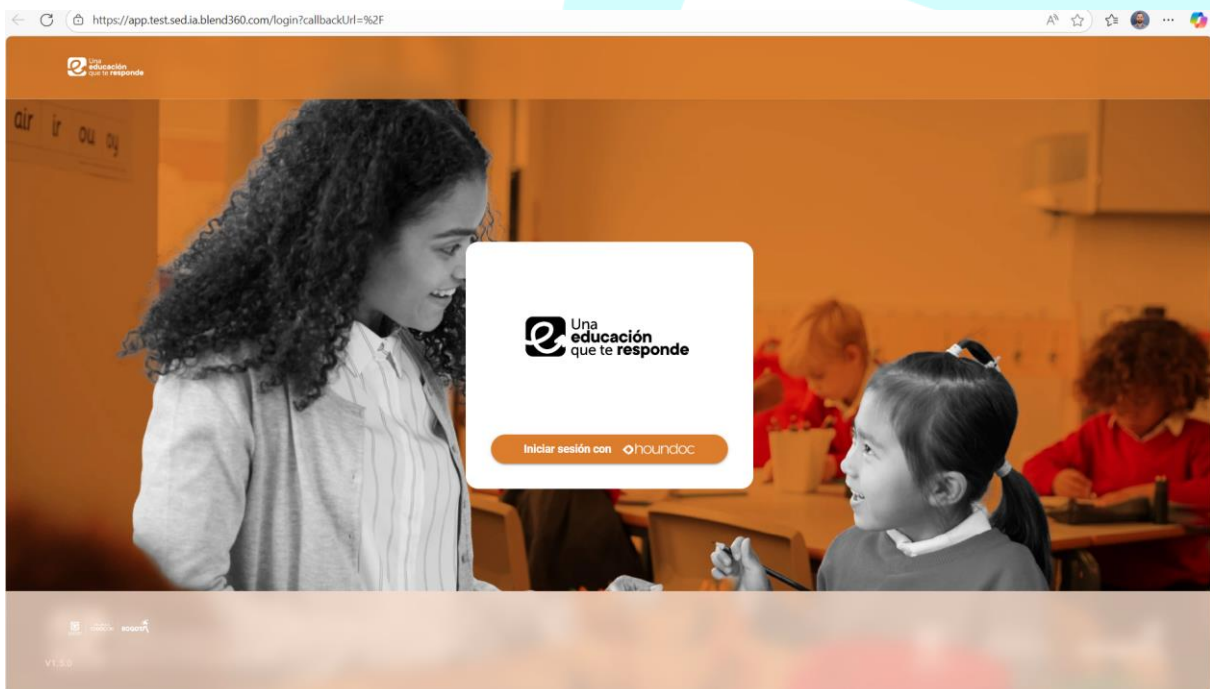 https://app.test.sed.ia.blend360.com/login?callbackUrl=%2F
Una
educación
que te responde
air ir ou oy
Una
educación
que te responde
Iniciar sesión con houndoc
BOGOTÁ
V1.5.0